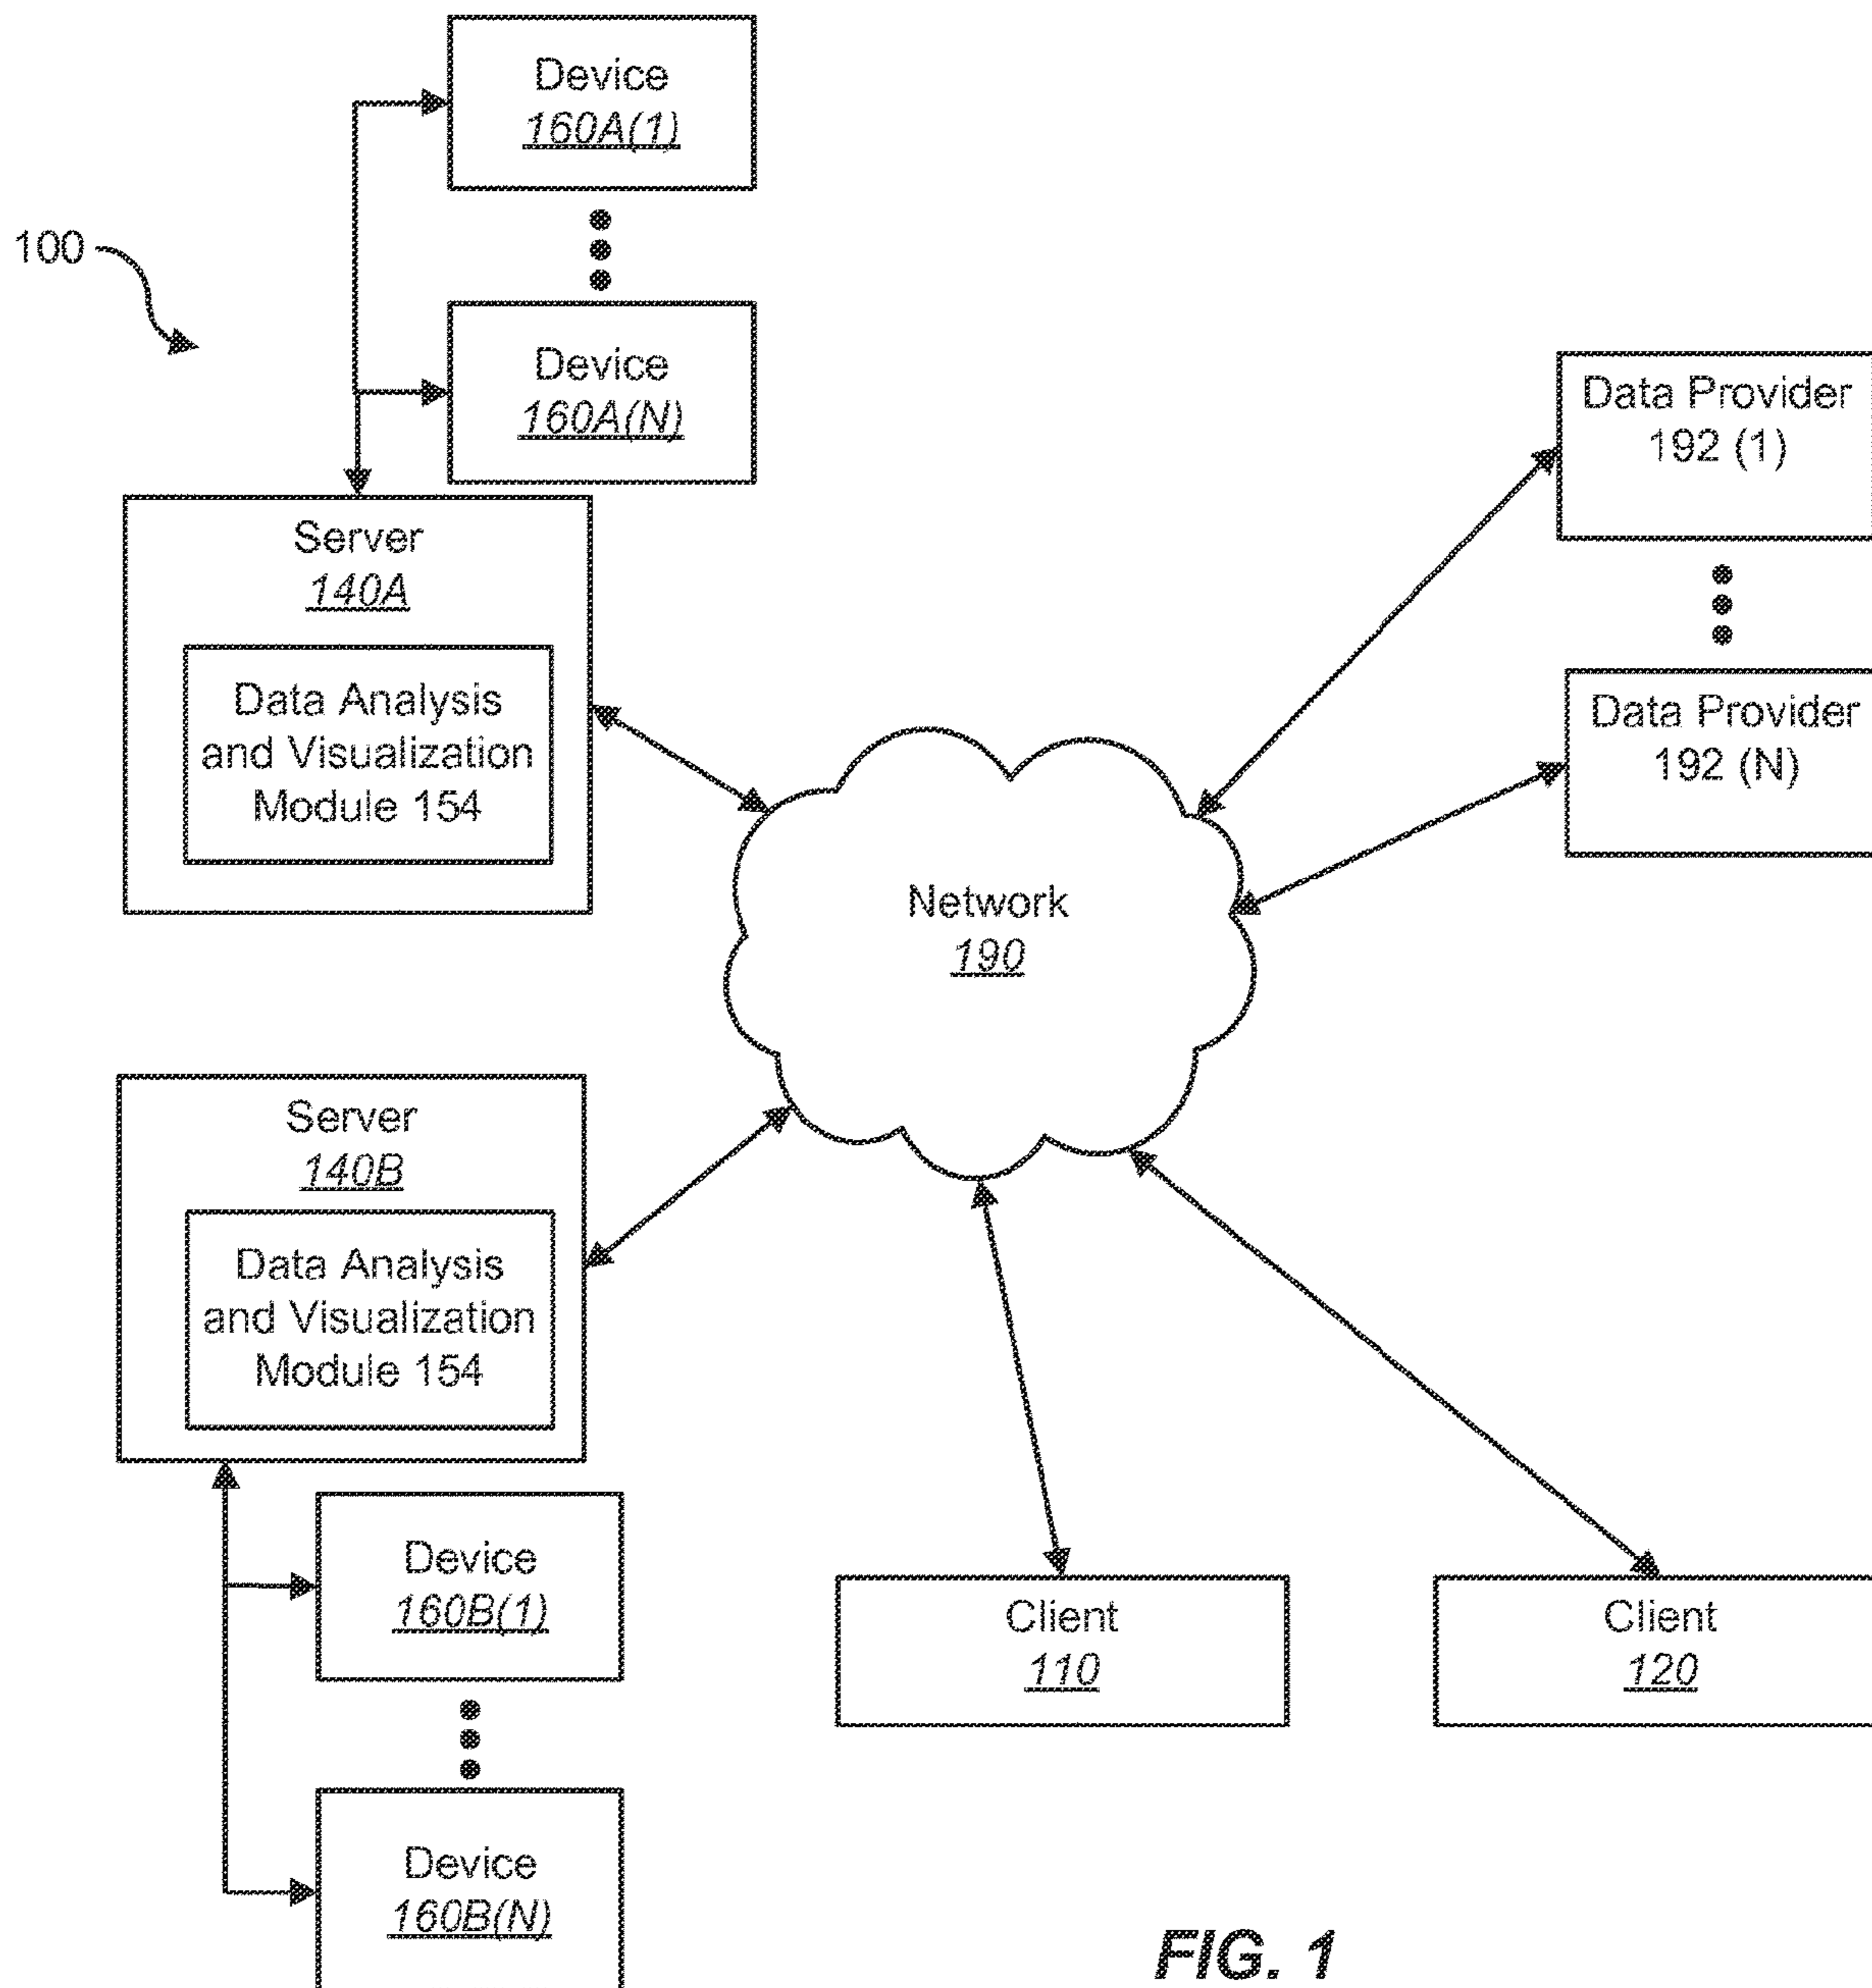 Device
160A(1)
100
Device
160A(N)
Data Provider
192 (1)
Server
140A
Data Analysis
and Visualization
Module 154
Data Provider
192 (N)
Network
190
Server
140B
Data Analysis
and Visualization
Module 154
Device
160B(1)
Client
110
Client
120
Device
160B(N)
FIG. 1